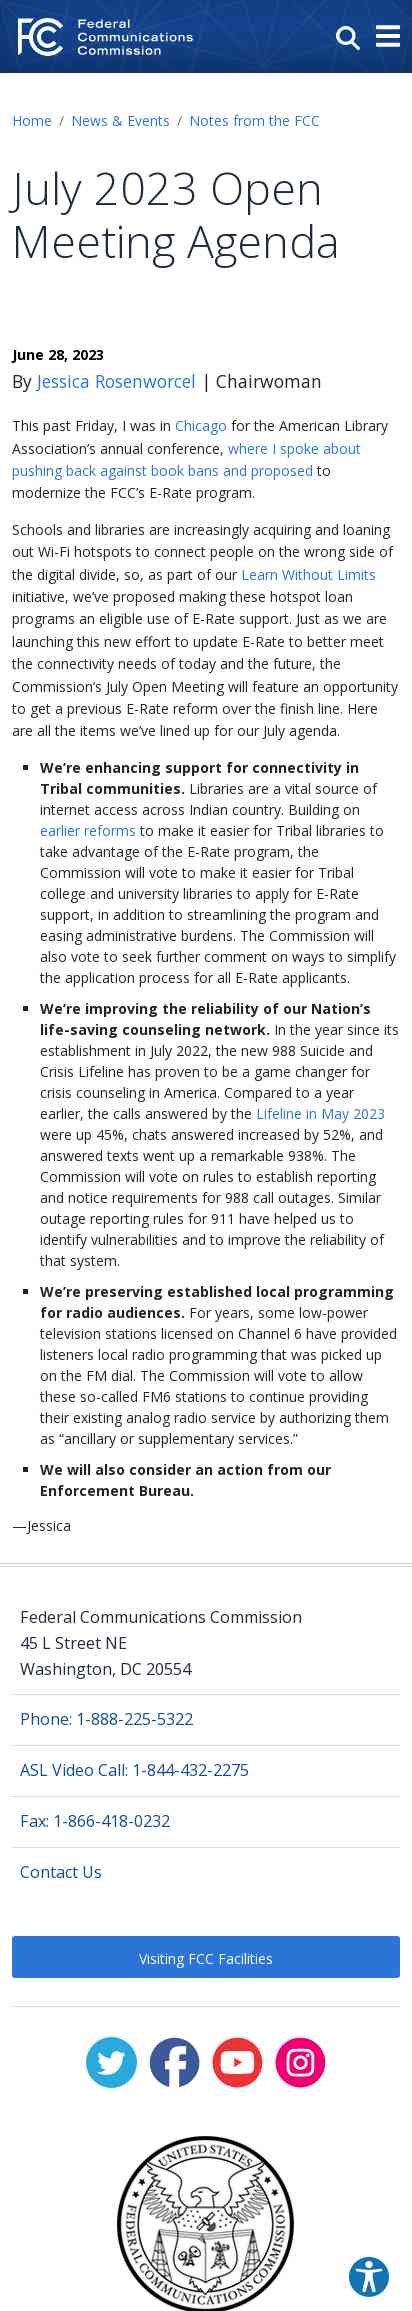 Federal
Communications
Commission
FCC
Home / News & Events / Notes from the FCC
July 2023 Open
Meeting Agenda
June 28, 2023
By Jessica Rosenworcel | Chairwoman
This past Friday, I was in Chicago for the American Library
Association’s annual conference, where I spoke about
pushing back against book bans and proposed to
modernize the FCC’s E-Rate program.
Schools and libraries are increasingly acquiring and loaning
out Wi-Fi hotspots to connect people on the wrong side of
the digital divide, so, as part of our Learn Without Limits
initiative, we’ve proposed making these hotspot loan
programs an eligible use of E-Rate support. Just as we are
launching this new effort to update E-Rate to better meet
the connectivity needs of today and the future, the
Commission’s July Open Meeting will feature an opportunity
to get a previous E-Rate reform over the finish line. Here
are all the items we’ve lined up for our July agenda.
▪ We’re enhancing support for connectivity in
Tribal communities. Libraries are a vital source of
internet access across Indian country. Building on
earlier reforms to make it easier for Tribal libraries to
take advantage of the E-Rate program, the
Commission will vote to make it easier for Tribal
college and university libraries to apply for E-Rate
support, in addition to streamlining the program and
easing administrative burdens. The Commission will
also vote to seek further comment on ways to simplify
the application process for all E-Rate applicants.
▪ We’re improving the reliability of our Nation’s
life-saving counseling network. In the year since its
establishment in July 2022, the new 988 Suicide and
Crisis Lifeline has proven to be a game changer for
crisis counseling in America. Compared to a year
earlier, the calls answered by the Lifeline in May 2023
were up 45%, chats answered increased by 52%, and
answered texts went up a remarkable 938%. The
Commission will vote on rules to establish reporting
and notice requirements for 988 call outages. Similar
outage reporting rules for 911 have helped us to
identify vulnerabilities and to improve the reliability of
that system.
▪ We’re preserving established local programming
for radio audiences. For years, some low-power
television stations licensed on Channel 6 have provided
listeners local radio programming that was picked up
on the FM dial. The Commission will vote to allow
these so-called FM6 stations to continue providing
their existing analog radio service by authorizing them
as “ancillary or supplementary services.”
▪ We will also consider an action from our
Enforcement Bureau.
—Jessica
Federal Communications Commission
45 L Street NE
Washington, DC 20554
Phone: 1-888-225-5322
ASL Video Call: 1-844-432-2275
Fax: 1-866-418-0232
Contact Us
Visiting FCC Facilities
UNITED STATES
FEDERAL COMMUNICATIONS COMMISSION